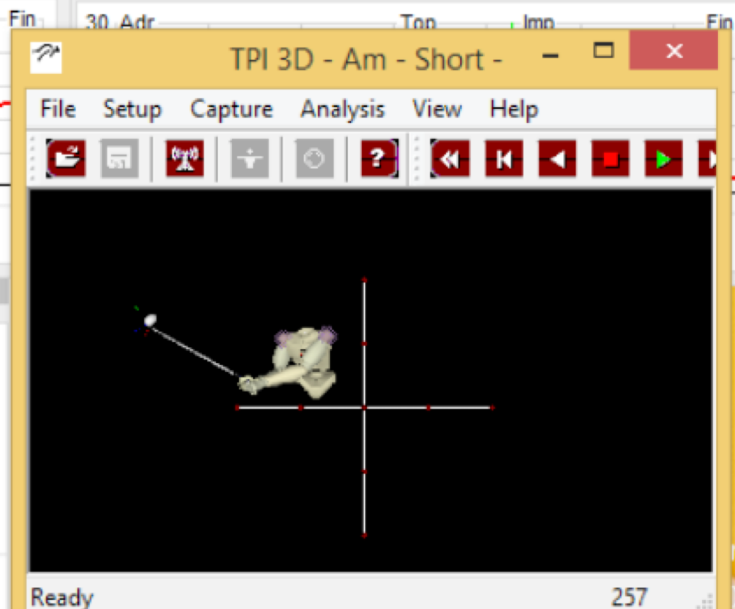 Fin
30 Adr Top Imp Fin
TPI 3D - Am - Short -
File Setup Capture Analysis View Help
?
Ready 257